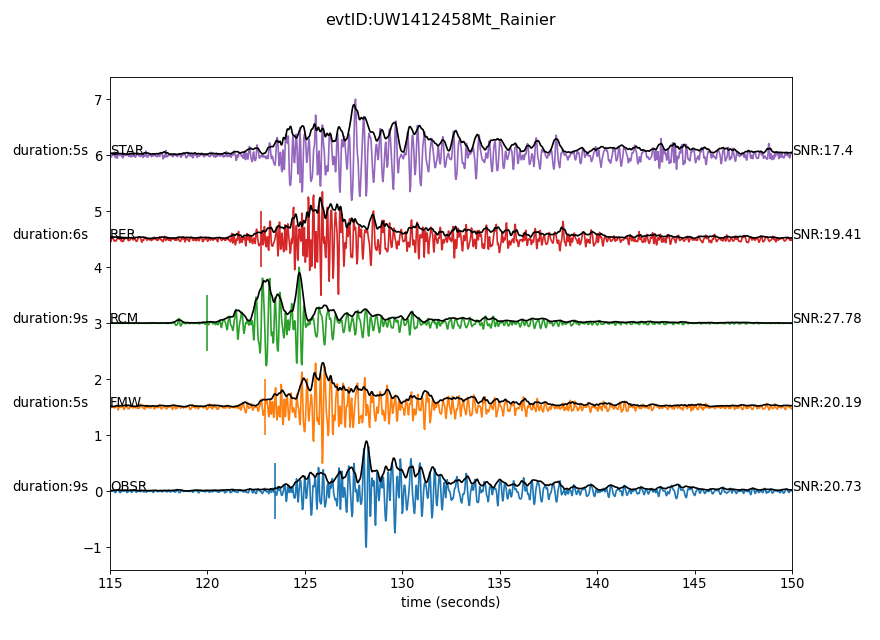 evtID:UW1412458Mt_Rainier
7
duration:5s STAR 6 SNR:17.4
5
duration:6s RER SNR:19.41
4
duration:9s RCM 3 SNR:27.78
2
duration:5s FMW SNR:20.19
1
duration:9s OBSR 0 SNR:20.73
−1
115 120 125 130 135 140 145 150
time (seconds)